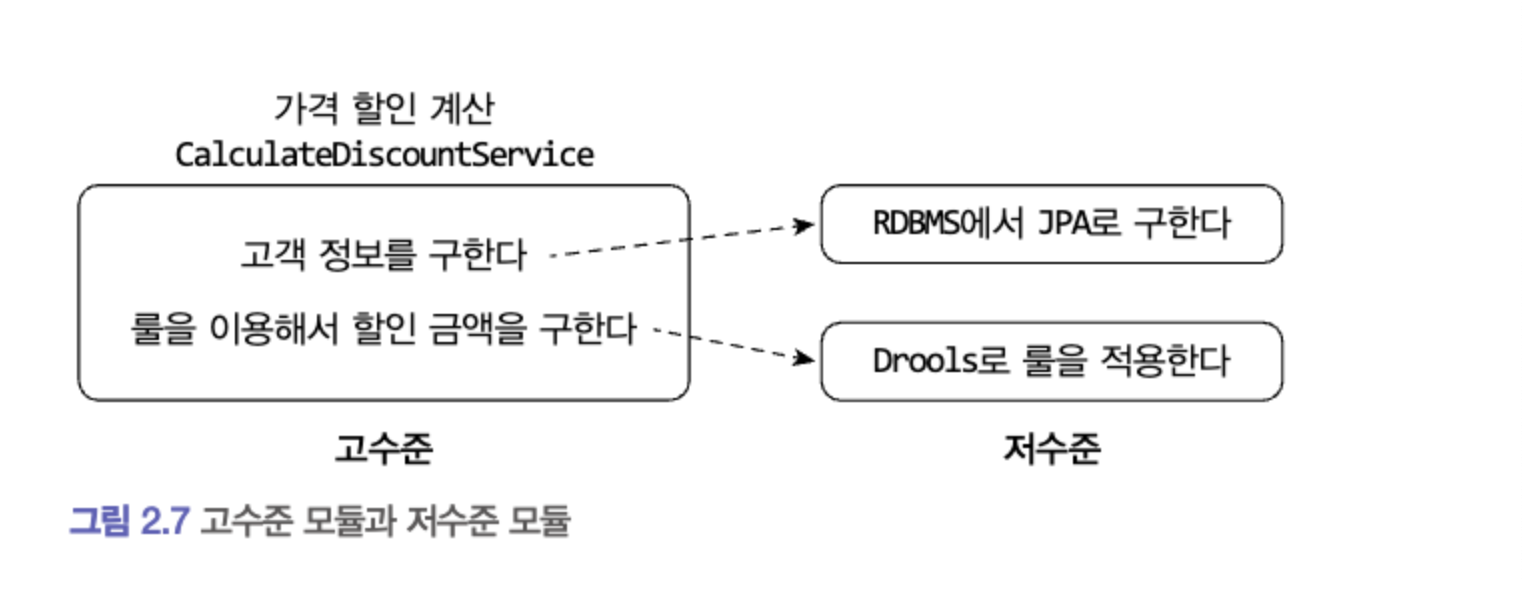 가격 할인 계산
CalculateDiscountService
고객 정보를 구한다
룰을 이용해서 할인 금액을 구한다
RDBMS에서 JPA로 구한다
Drools로 룰을 적용한다
고수준
저수준
그림 2.7 고수준 모듈과 저수준 모듈